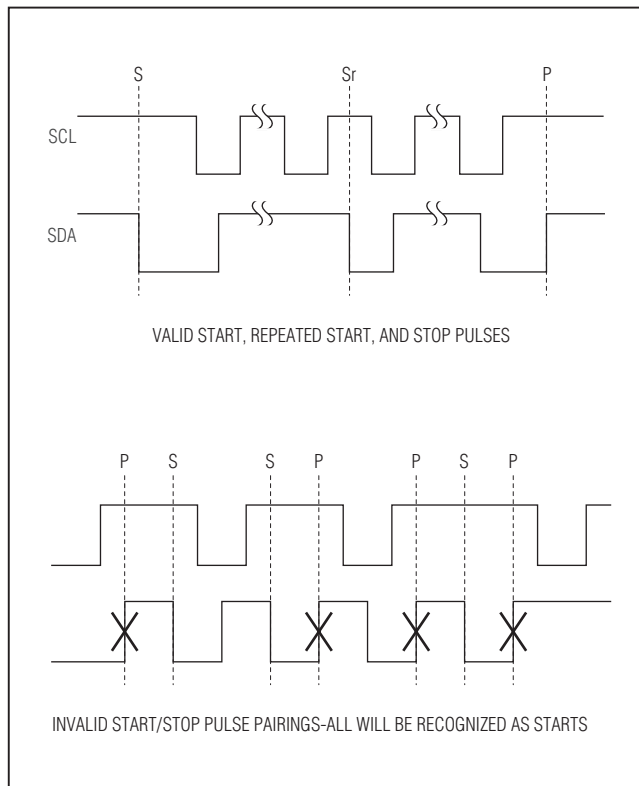 S Sr P
SCL
SDA
VALID START, REPEATED START, AND STOP PULSES
P S S P P S P
INVALID START/STOP PULSE PAIRINGS-ALL WILL BE RECOGNIZED AS STARTS